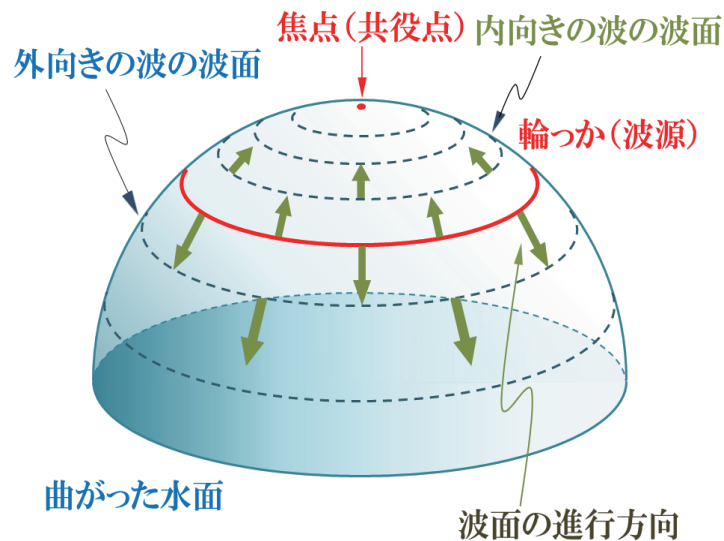 焦点（共役点）
内向きの波の波面
外向きの波の波面
輪っか（波源）
曲がった水面
波面の進行方向